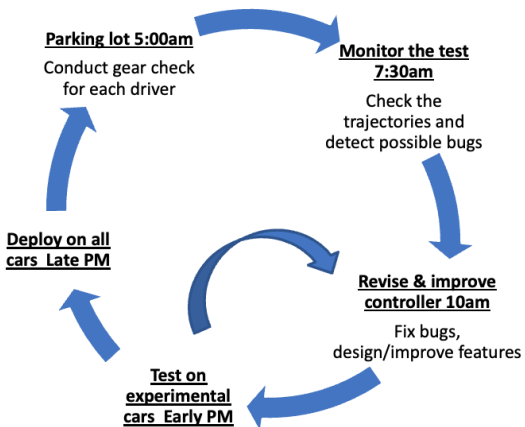 Parking lot 5:00am
Conduct gear check
for each driver
Monitor the test
7:30am
Check the
trajectories and
detect possible bugs
Revise & improve
controller 10am
Fix bugs,
design/improve features
Test on
experimental
cars Early PM
Deploy on all
cars Late PM